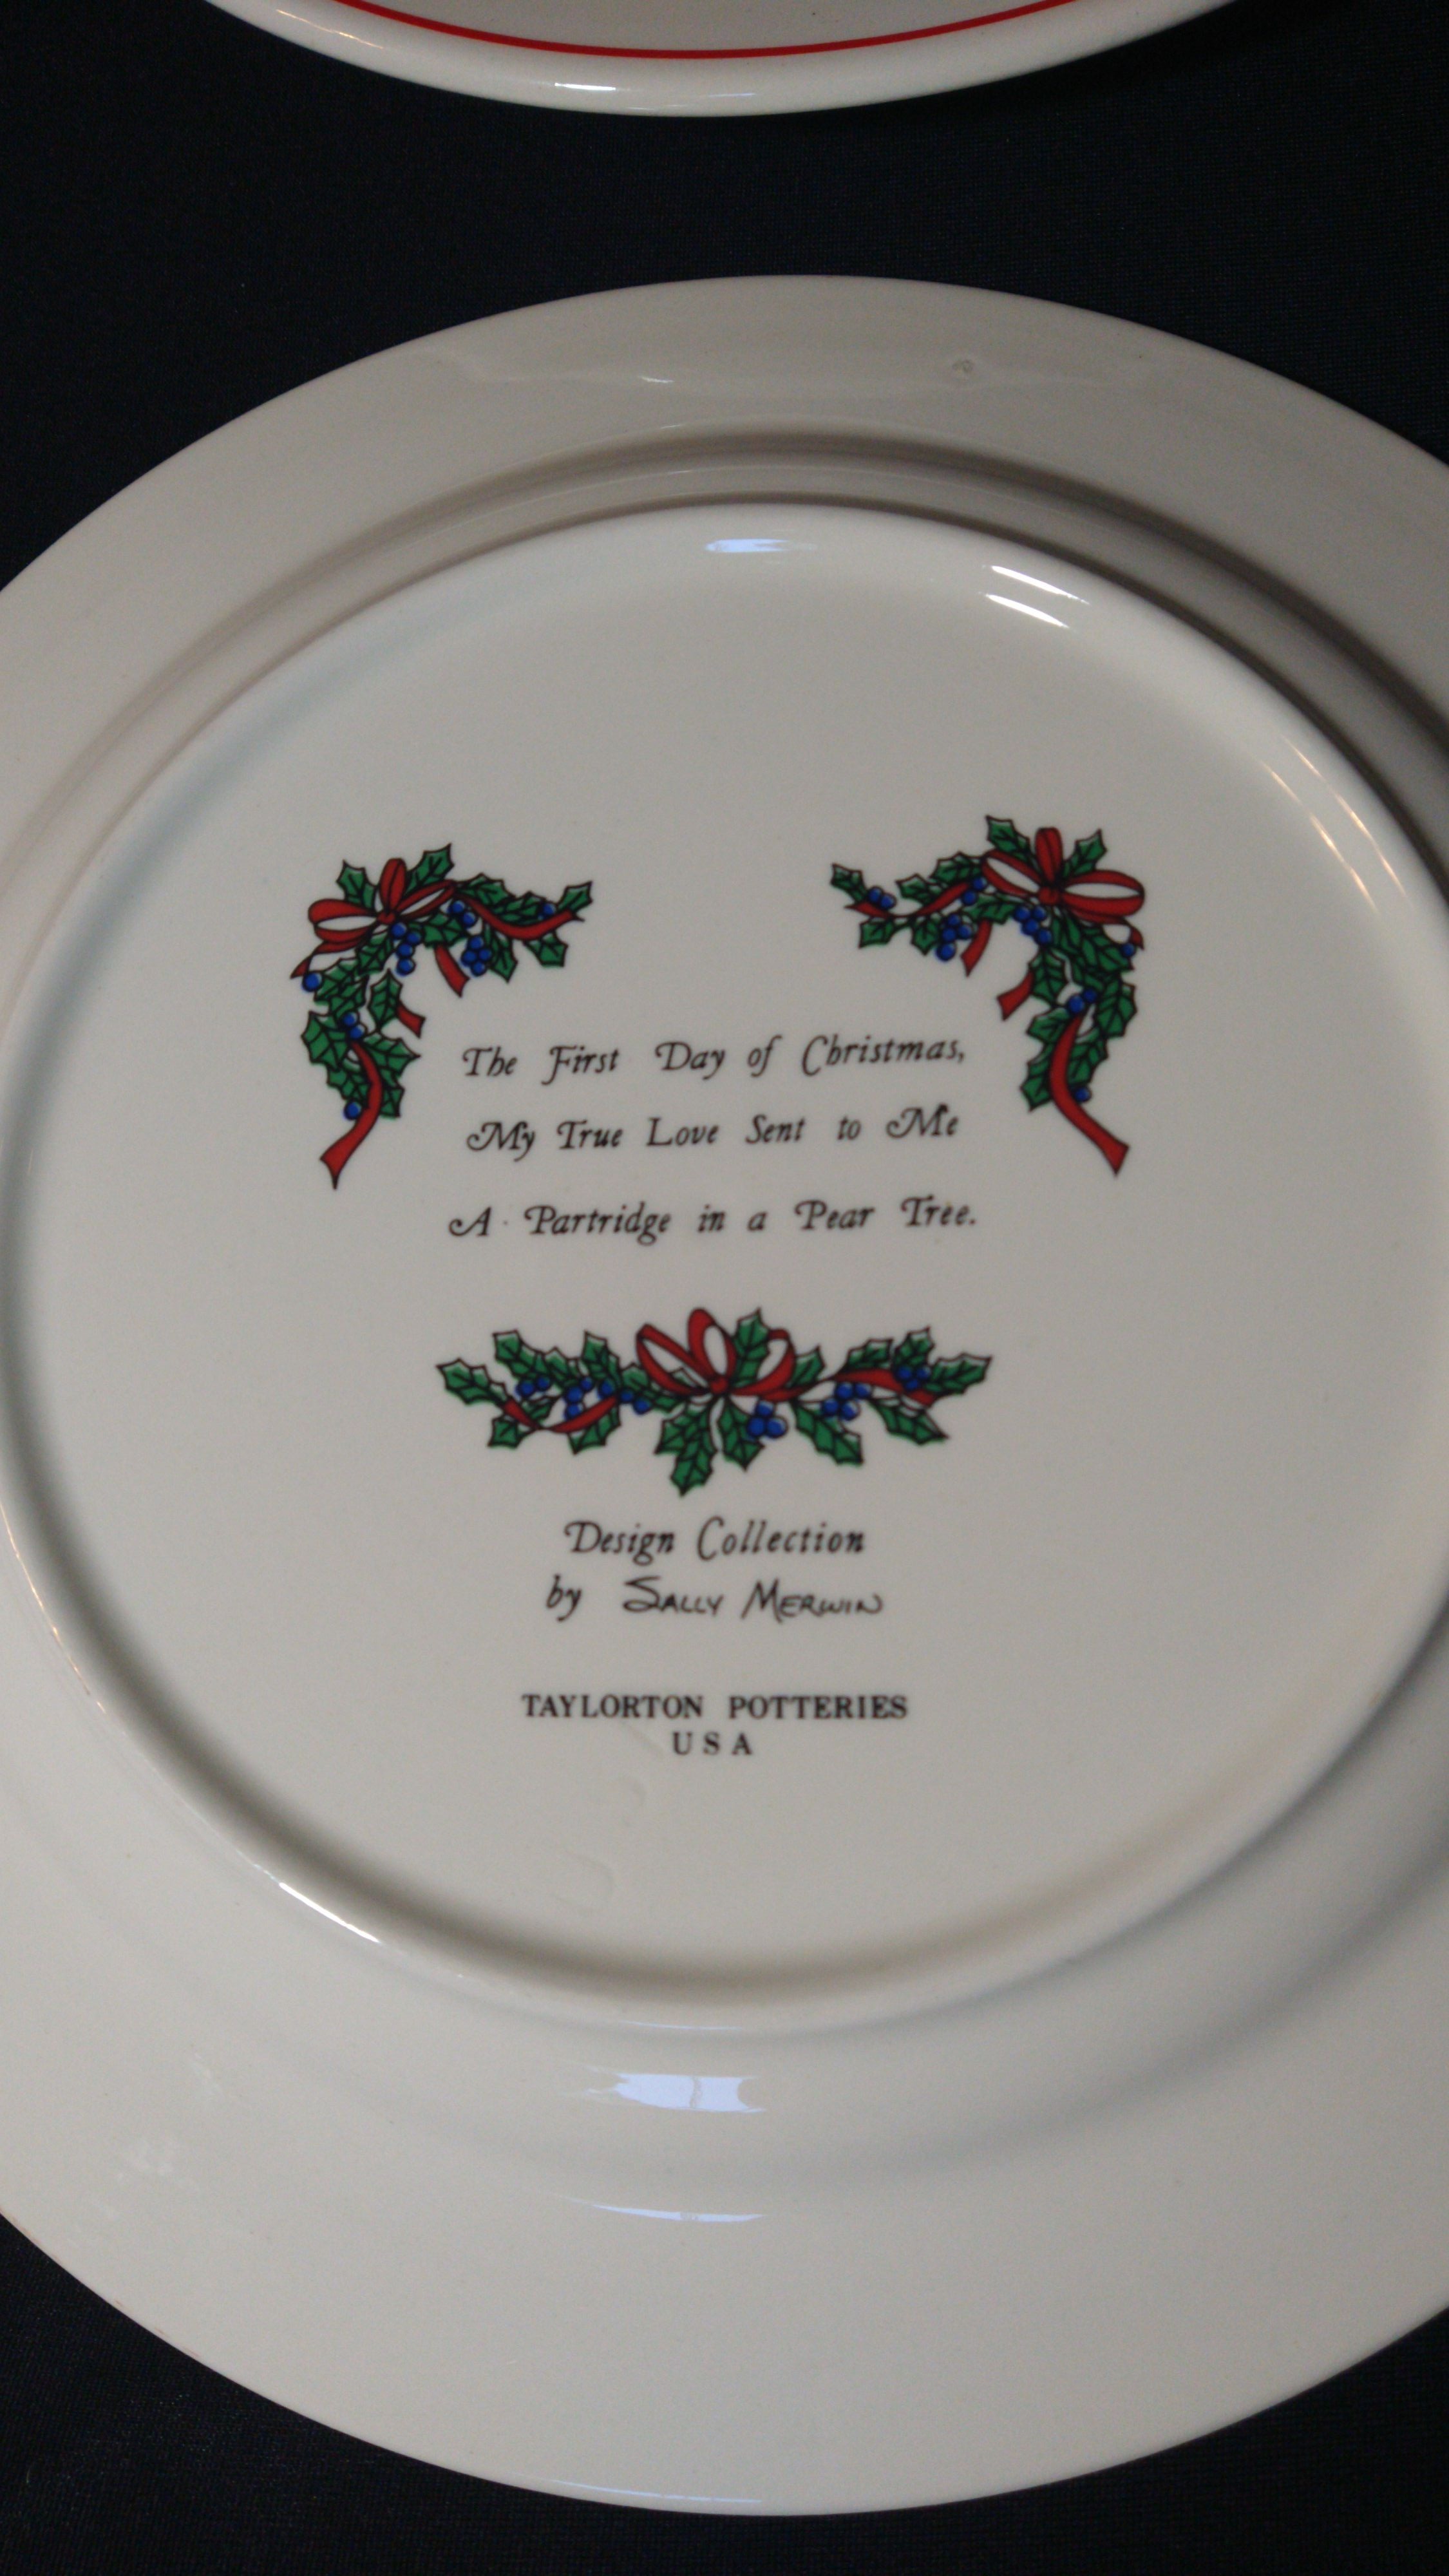 The First Day of Christmas,
My True Love Sent to Me
A Partridge in a Pear Tree.
Design Collection
by Sally Merwin
TAYLORTON POTTERIES
USA